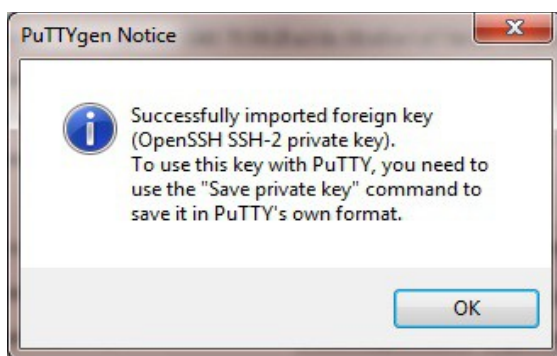 PuTTYgen Notice
Successfully imported foreign key
(OpenSSH SSH-2 private key).
To use this key with PuTTY, you need to
use the "Save private key" command to
save it in PuTTY's own format.
OK